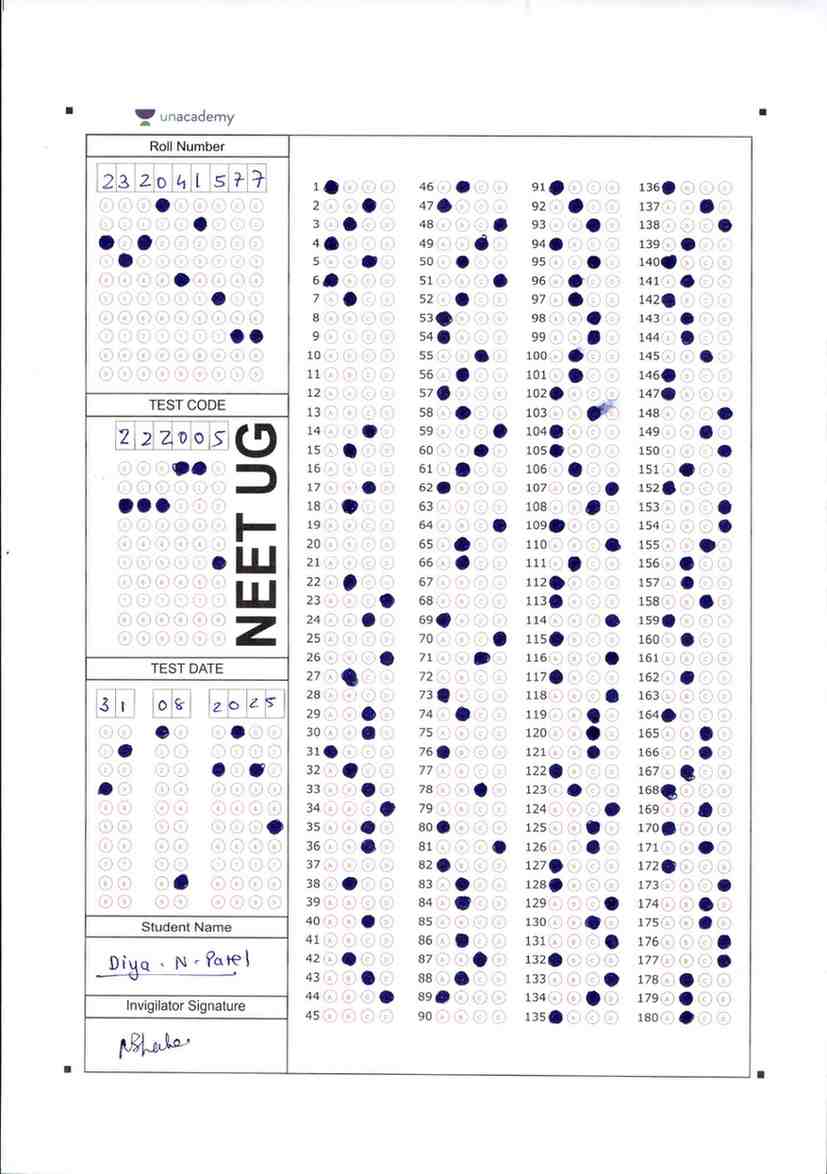 unacademy
Roll Number
2 3 2 0 4 1 5 7 7
TEST CODE
2 2 2 0 0 5
NEET UG
TEST DATE
3 1 0 8 2 0 2 5
Student Name
Diya . N . Patel
Invigilator Signature
1 46 91 136
2 47 92 137
3 48 93 138
4 49 94 139
5 50 95 140
6 51 96 141
7 52 97 142
8 53 98 143
9 54 99 144
10 55 100 145
11 56 101 146
12 57 102 147
13 58 103 148
14 59 104 149
15 60 105 150
16 61 106 151
17 62 107 152
18 63 108 153
19 64 109 154
20 65 110 155
21 66 111 156
22 67 112 157
23 68 113 158
24 69 114 159
25 70 115 160
26 71 116 161
27 72 117 162
28 73 118 163
29 74 119 164
30 75 120 165
31 76 121 166
32 77 122 167
33 78 123 168
34 79 124 169
35 80 125 170
36 81 126 171
37 82 127 172
38 83 128 173
39 84 129 174
40 85 130 175
41 86 131 176
42 87 132 177
43 88 133 178
44 89 134 179
45 90 135 180